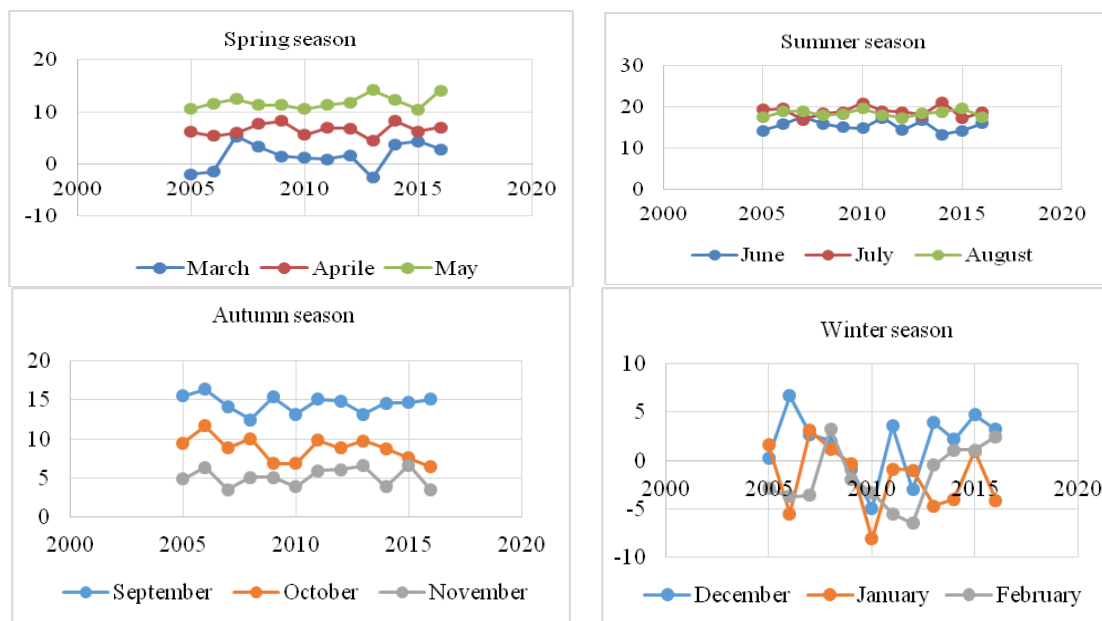 Spring season
20
10
0
2000 2005 2010 2015 2020
-10
March Aprile May
Summer season
30
20
10
0
2000 2005 2010 2015 2020
June July August
Autumn season
20
15
10
5
0
2000 2005 2010 2015 2020
September October November
Winter season
10
5
0
2000 2005 2010 2015 2020
-5
-10
December January February